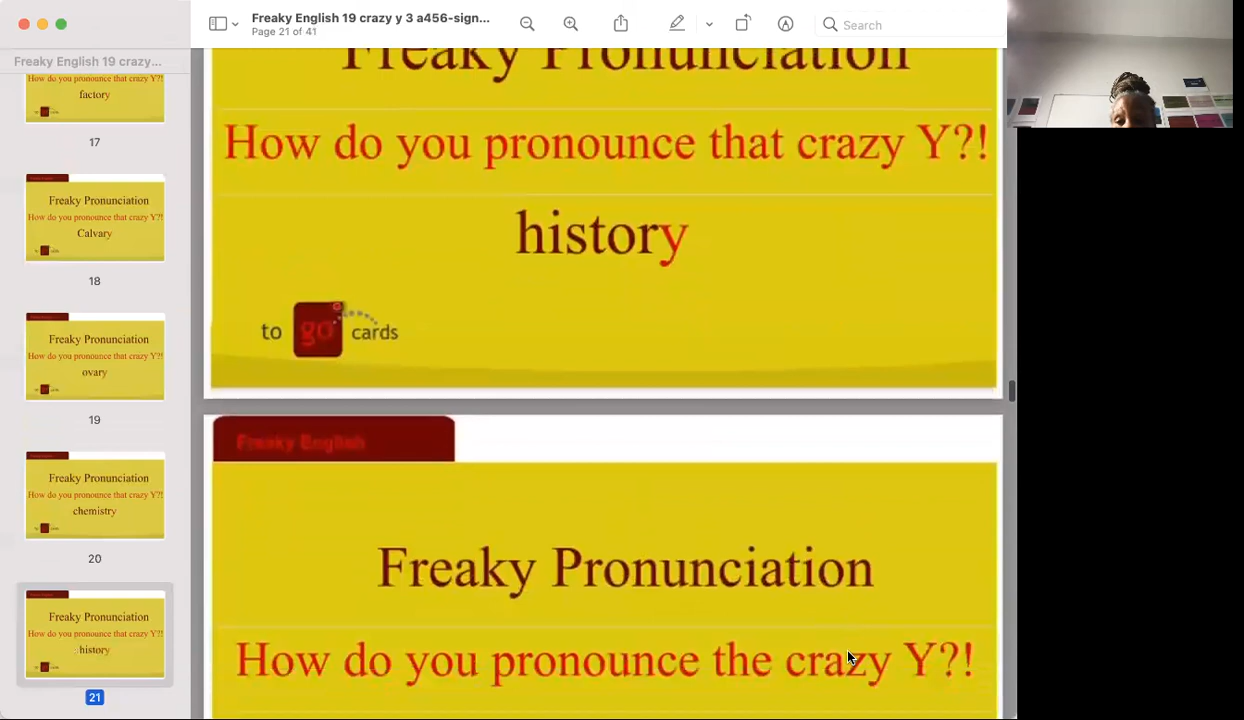 Freaky English 19 crazy y 3 a456-sign...
Page 21 of 41
Search
Freaky English 19 crazy...
How do you pronounce that crazy Y?!
factory
to go cards
17
Freaky Pronunciation
How do you pronounce that crazy Y?!
Calvary
18
Freaky Pronunciation
How do you pronounce that crazy Y?!
ovary
19
Freaky Pronunciation
How do you pronounce that crazy Y?!
chemistry
20
Freaky Pronunciation
How do you pronounce that crazy Y?!
history
21
Freaky Pronunciation
How do you pronounce that crazy Y?!
history
to go cards
Freaky English
Freaky Pronunciation
How do you pronounce the crazy Y?!